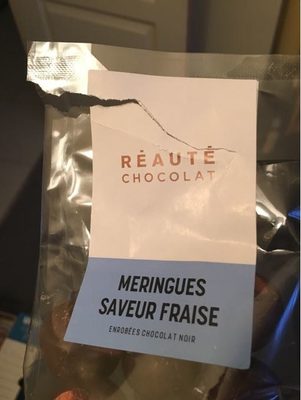 RÉAUTÉ
CHOCOLAT
MERINGUES
SAVEUR FRAISE
ENROBÉES CHOCOLAT NOIR